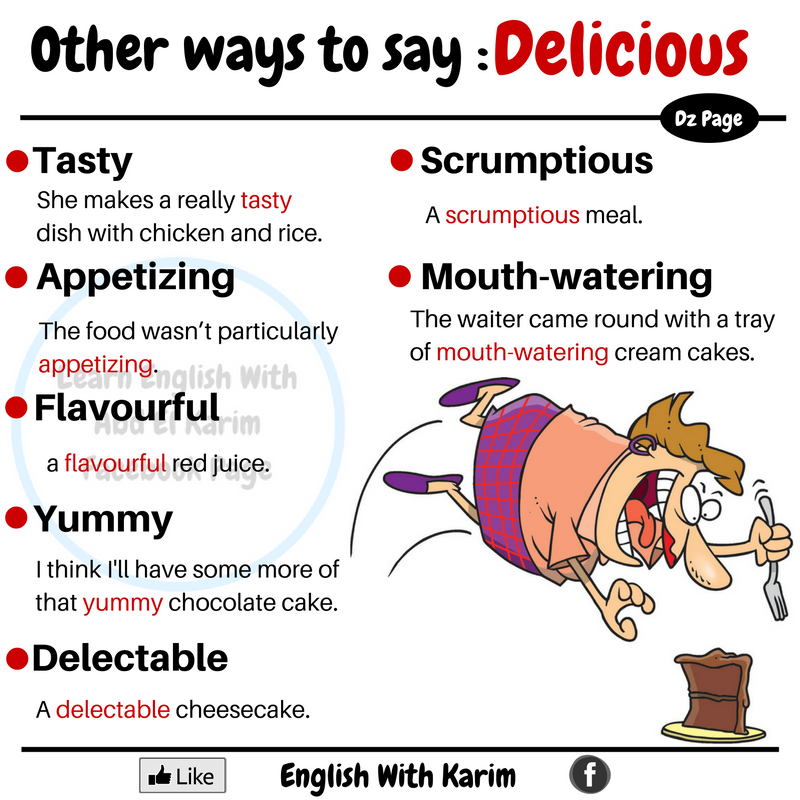 Other ways to say : Delicious
Dz Page
Tasty
She makes a really tasty
dish with chicken and rice.
Appetizing
The food wasn’t particularly
appetizing.
Flavourful
a flavourful red juice.
Yummy
I think I'll have some more of
that yummy chocolate cake.
Delectable
A delectable cheesecake.
Scrumptious
A scrumptious meal.
Mouth-watering
The waiter came round with a tray
of mouth-watering cream cakes.
Learn English With
Abd El Karim
Facebook Page
Like
English With Karim
f